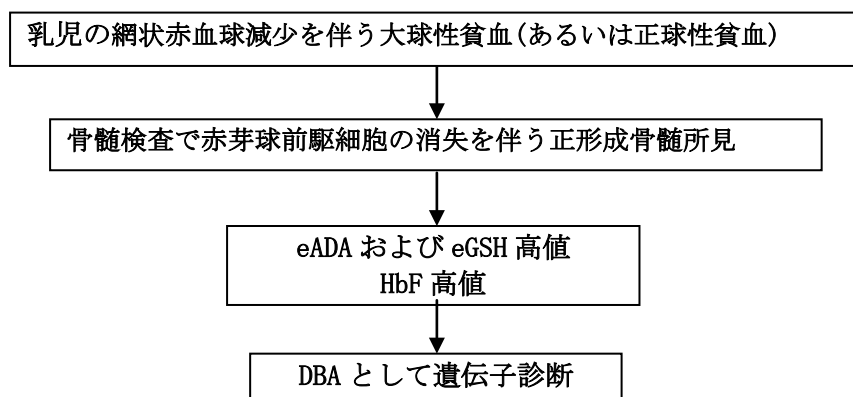 乳児の網状赤血球減少を伴う大球性貧血(あるいは正球性貧血)
骨髄検査で赤芽球前駆細胞の消失を伴う正形成骨髄所見
eADA および eGSH 高値
HbF 高値
DBA として遺伝子診断